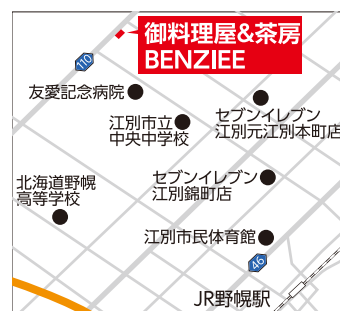 御料理屋&茶房
BENZIEE
110
友愛記念病院
江別市立
中央中学校
セブンイレブン
江別元江別本町店
北海道野幌
高等学校
セブンイレブン
江別錦町店
江別市民体育館
46
JR野幌駅